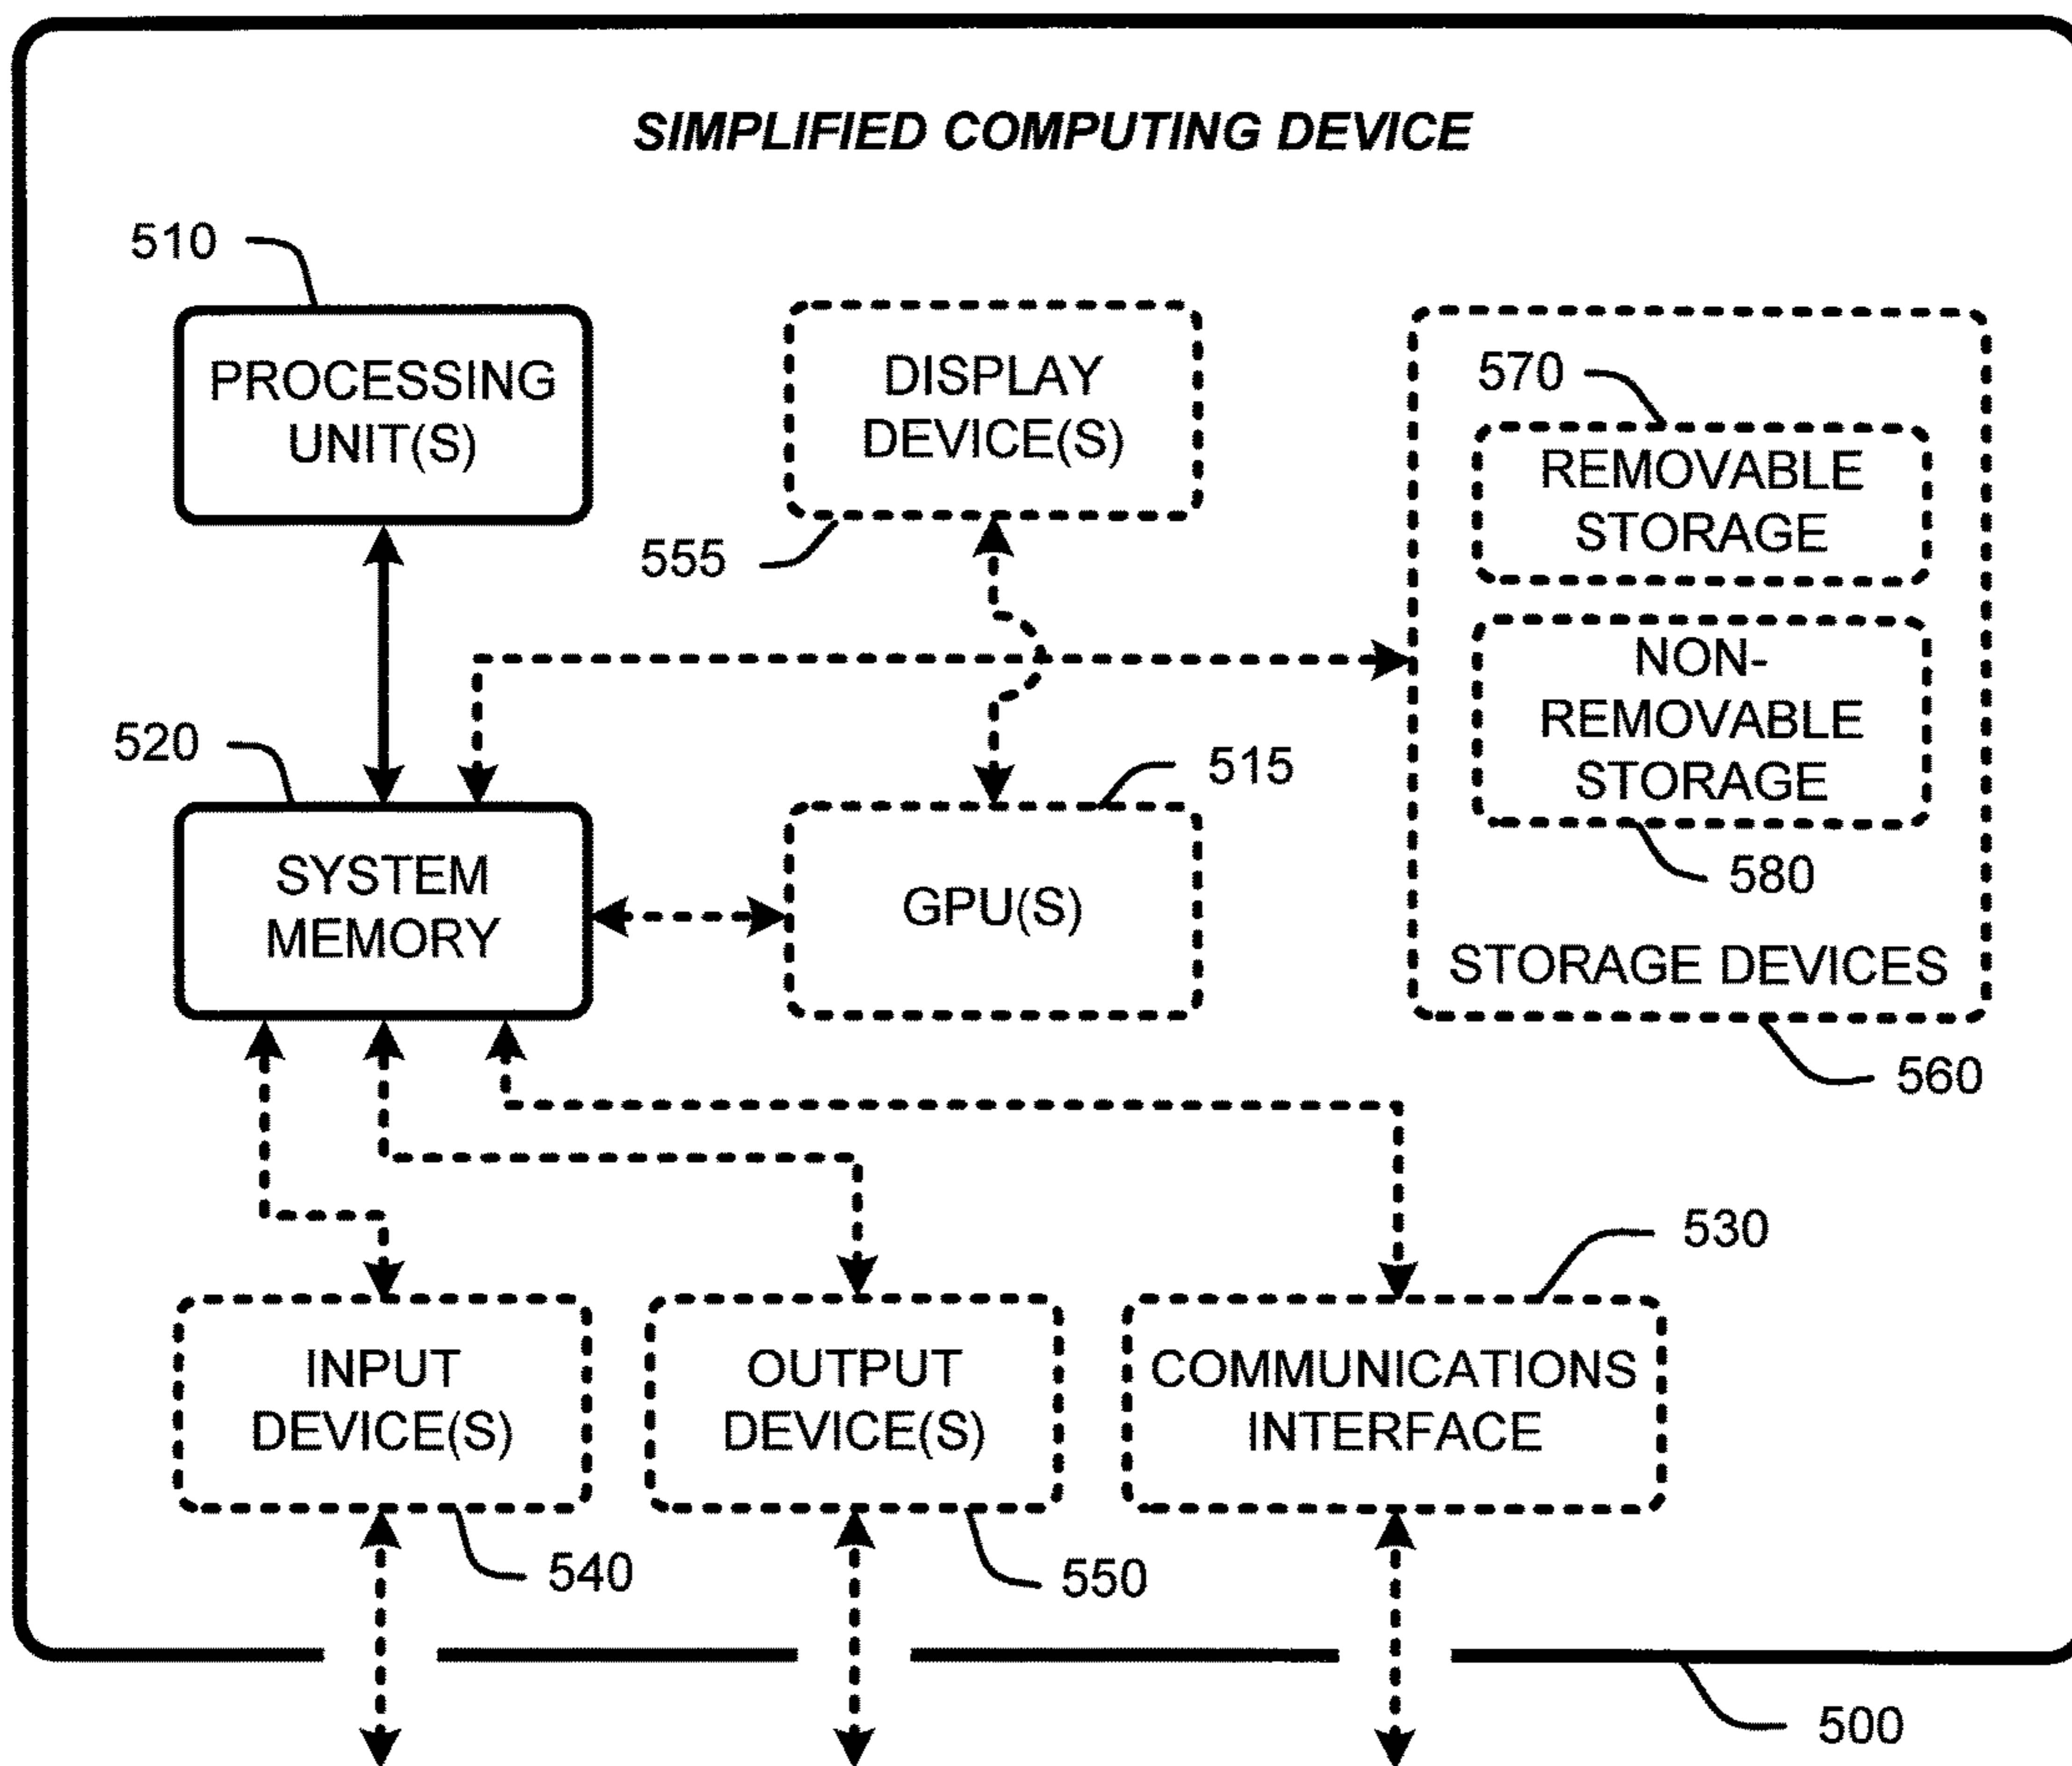 SIMPLIFIED COMPUTING DEVICE
510
PROCESSING
UNIT(S)
DISPLAY
DEVICE(S)
555
570
REMOVABLE
STORAGE
NON-
REMOVABLE
STORAGE
580
STORAGE DEVICES
560
520
SYSTEM
MEMORY
515
GPU(S)
530
INPUT
DEVICE(S)
540
OUTPUT
DEVICE(S)
550
COMMUNICATIONS
INTERFACE
500